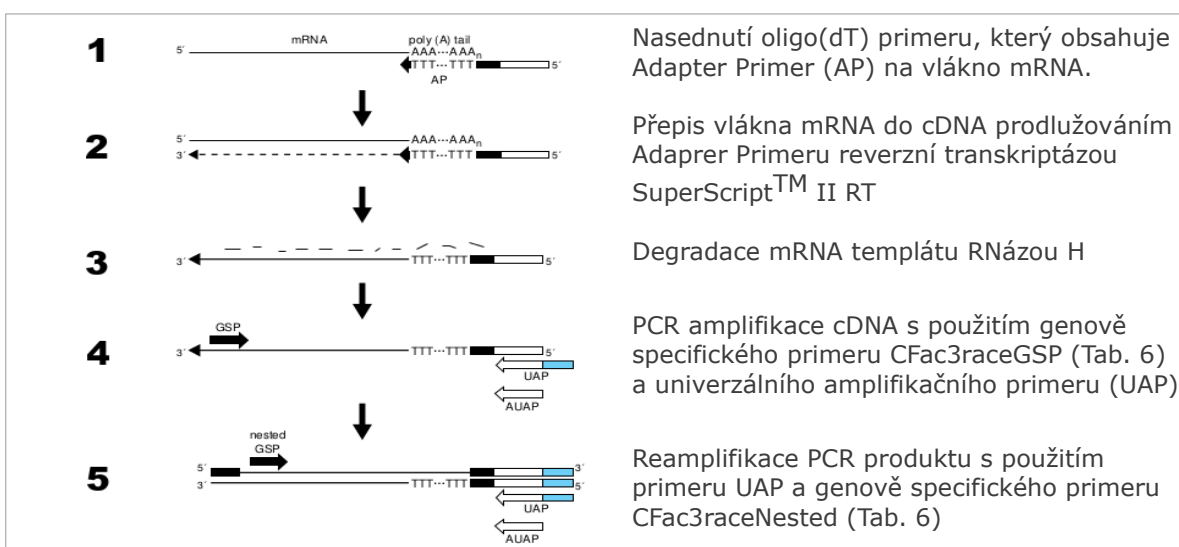 1
5´
mRNA
poly (A) tail
AAA···AAAn
TTT··· TTT
5´
AP
Nasednutí oligo(dT) primeru, který obsahuje
Adapter Primer (AP) na vlákno mRNA.
2
5´
AAA···AAAn
3´
TTT···TTT
5´
Přepis vlákna mRNA do cDNA prodlužováním
Adaprer Primeru reverzní transkriptázou
SuperScriptTM II RT
3
3´
TTT···TTT
5´
Degradace mRNA templátu RNázou H
4
GSP
3´
TTT···TTT
5´
UAP
AUAP
PCR amplifikace cDNA s použitím genově
specifického primeru CFac3raceGSP (Tab. 6)
a univerzálního amplifikačního primeru (UAP)
5
nested
GSP
5´
3´
3´
TTT···TTT
5´
UAP
AUAP
Reamplifikace PCR produktu s použitím
primeru UAP a genově specifického primeru
CFac3raceNested (Tab. 6)